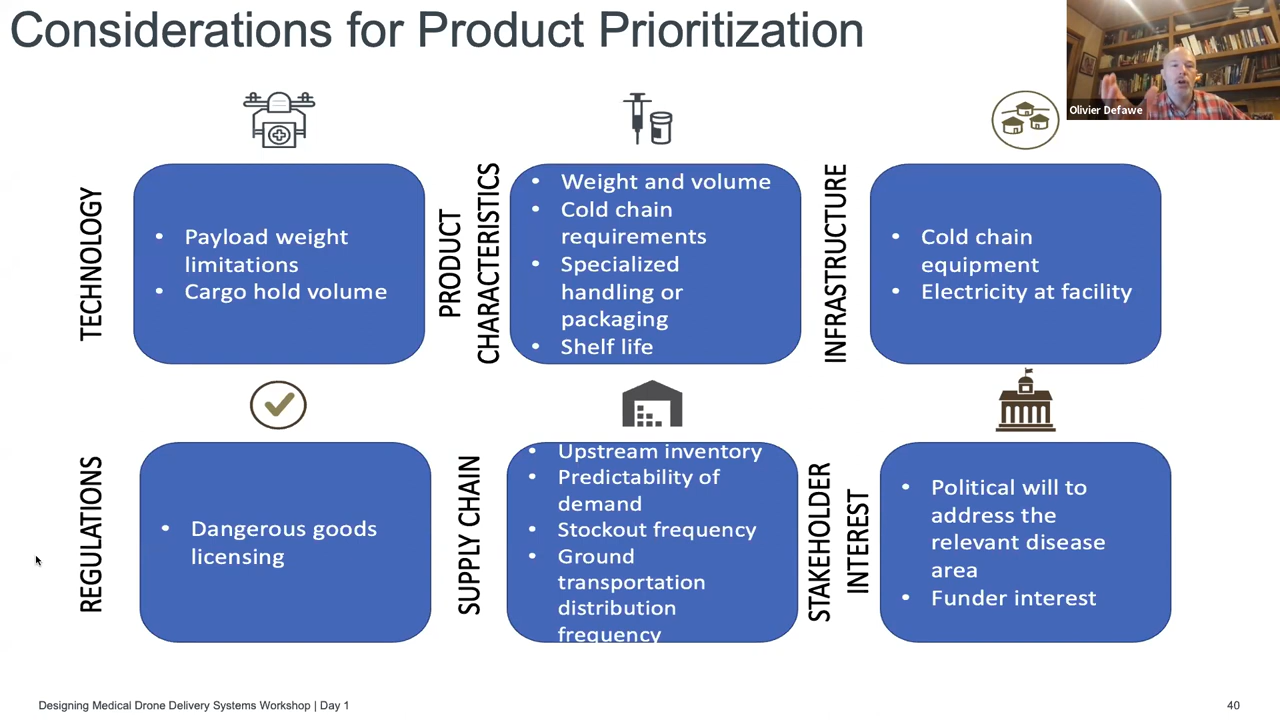 Considerations for Product Prioritization
Olivier Defawe
TECHNOLOGY
• Payload weight
limitations
• Cargo hold volume
PRODUCT
CHARACTERISTICS
• Weight and volume
• Cold chain
requirements
• Specialized
handling or
packaging
• Shelf life
INFRASTRUCTURE
• Cold chain
equipment
• Electricity at facility
REGULATIONS
• Dangerous goods
licensing
SUPPLY CHAIN
• Upstream inventory
• Predictability of
demand
• Stockout frequency
• Ground
transportation
distribution
frequency
STAKEHOLDER
INTEREST
• Political will to
address the
relevant disease
area
• Funder interest
Designing Medical Drone Delivery Systems Workshop | Day 1
40